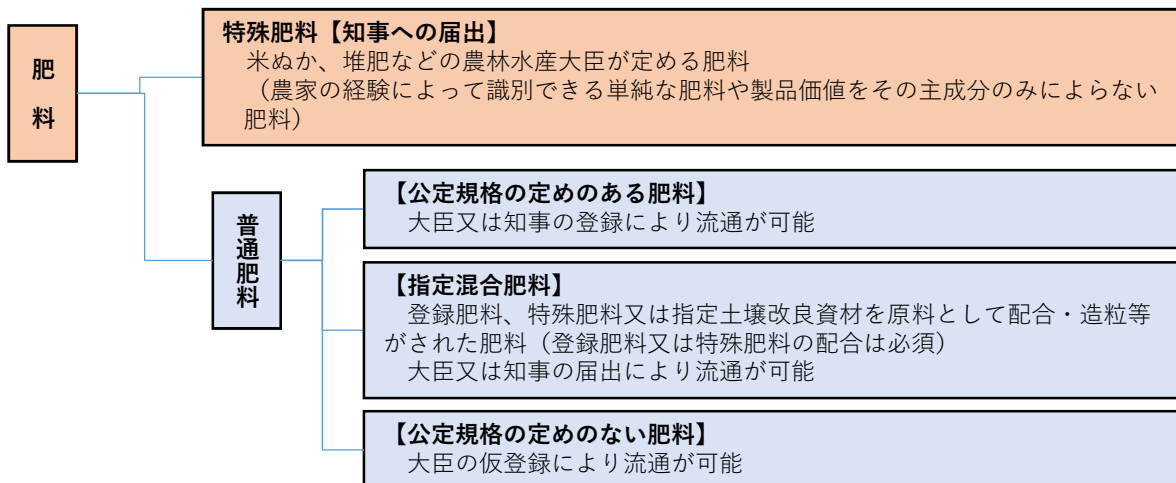 肥料
特殊肥料【知事への届出】
米ぬか、堆肥などの農林水産大臣が定める肥料
（農家の経験によって識別できる単純な肥料や製品価値をその主成分のみによらない
肥料）
普通肥料
【公定規格の定めのある肥料】
大臣又は知事の登録により流通が可能
【指定混合肥料】
登録肥料、特殊肥料又は指定土壌改良資材を原料として配合・造粒等
がされた肥料（登録肥料又は特殊肥料の配合は必須）
大臣又は知事の届出により流通が可能
【公定規格の定めのない肥料】
大臣の仮登録により流通が可能